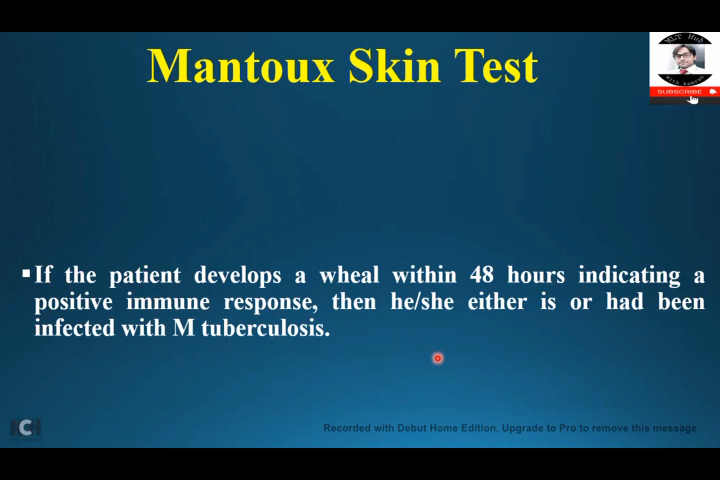 MLT Hub
Mantoux Skin Test
SUBSCRIBE
▪If the patient develops a wheal within 48 hours indicating a
positive immune response, then he/she either is or had been
infected with M tuberculosis.
Recorded with Debut Home Edition. Upgrade to Pro to remove this message